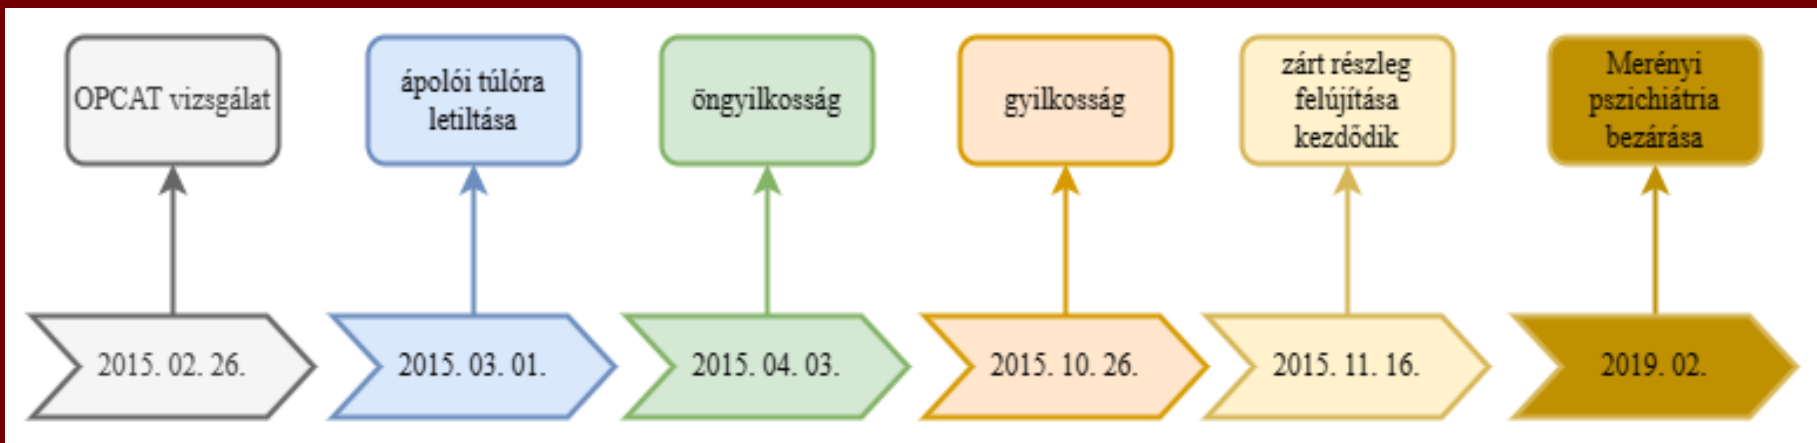 OPCAT vizsgálat
ápolói túlóra
letiltása
öngyilkosság
gyilkosság
zárt részleg
felújítása
kezdődik
Merényi
pszichiátria
bezárása
2015. 02. 26.
2015. 03. 01.
2015. 04. 03.
2015. 10. 26.
2015. 11. 16.
2019. 02.